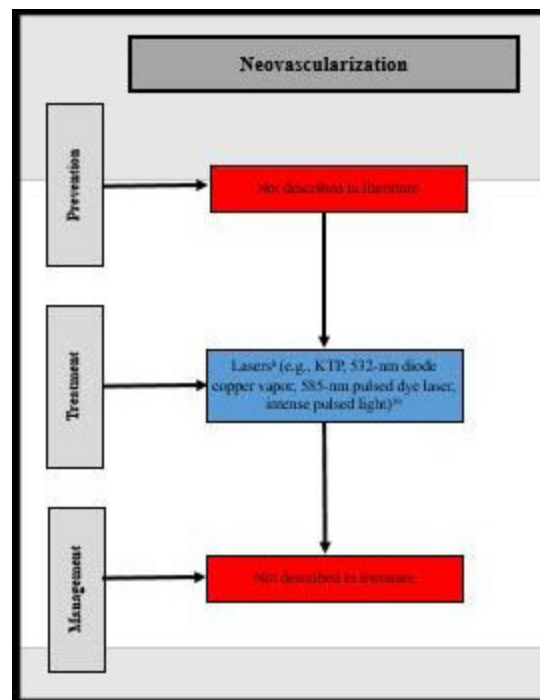 Neovascularization
Prevention
Not described in literature
Treatment
Lasers⁸ (e.g., KTP, 532-nm diode
copper vapor, 585-nm pulsed dye laser,
intense pulsed light)
Management
Not described in literature